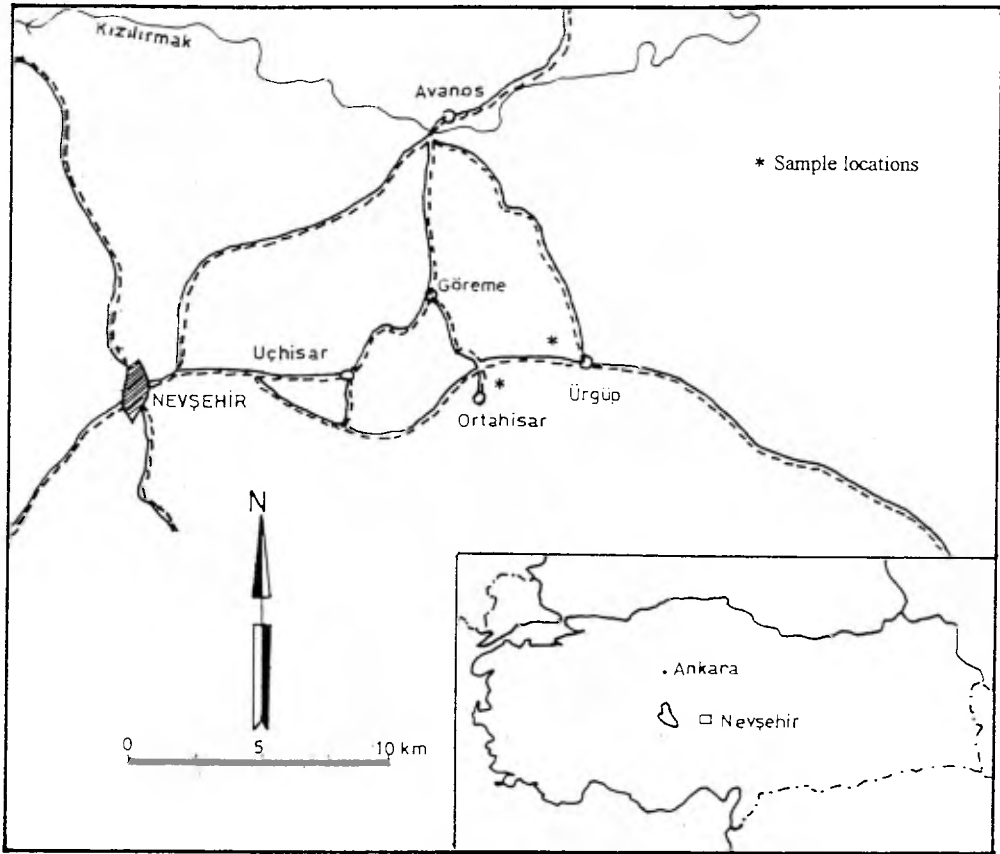 Kızılırmak
Avanos
* Sample locations
Göreme
*
Uçhisar
NEVŞEHİR
*
Ürgüp
Ortahisar
N
0 5 10 km
Ankara
Nevşehir